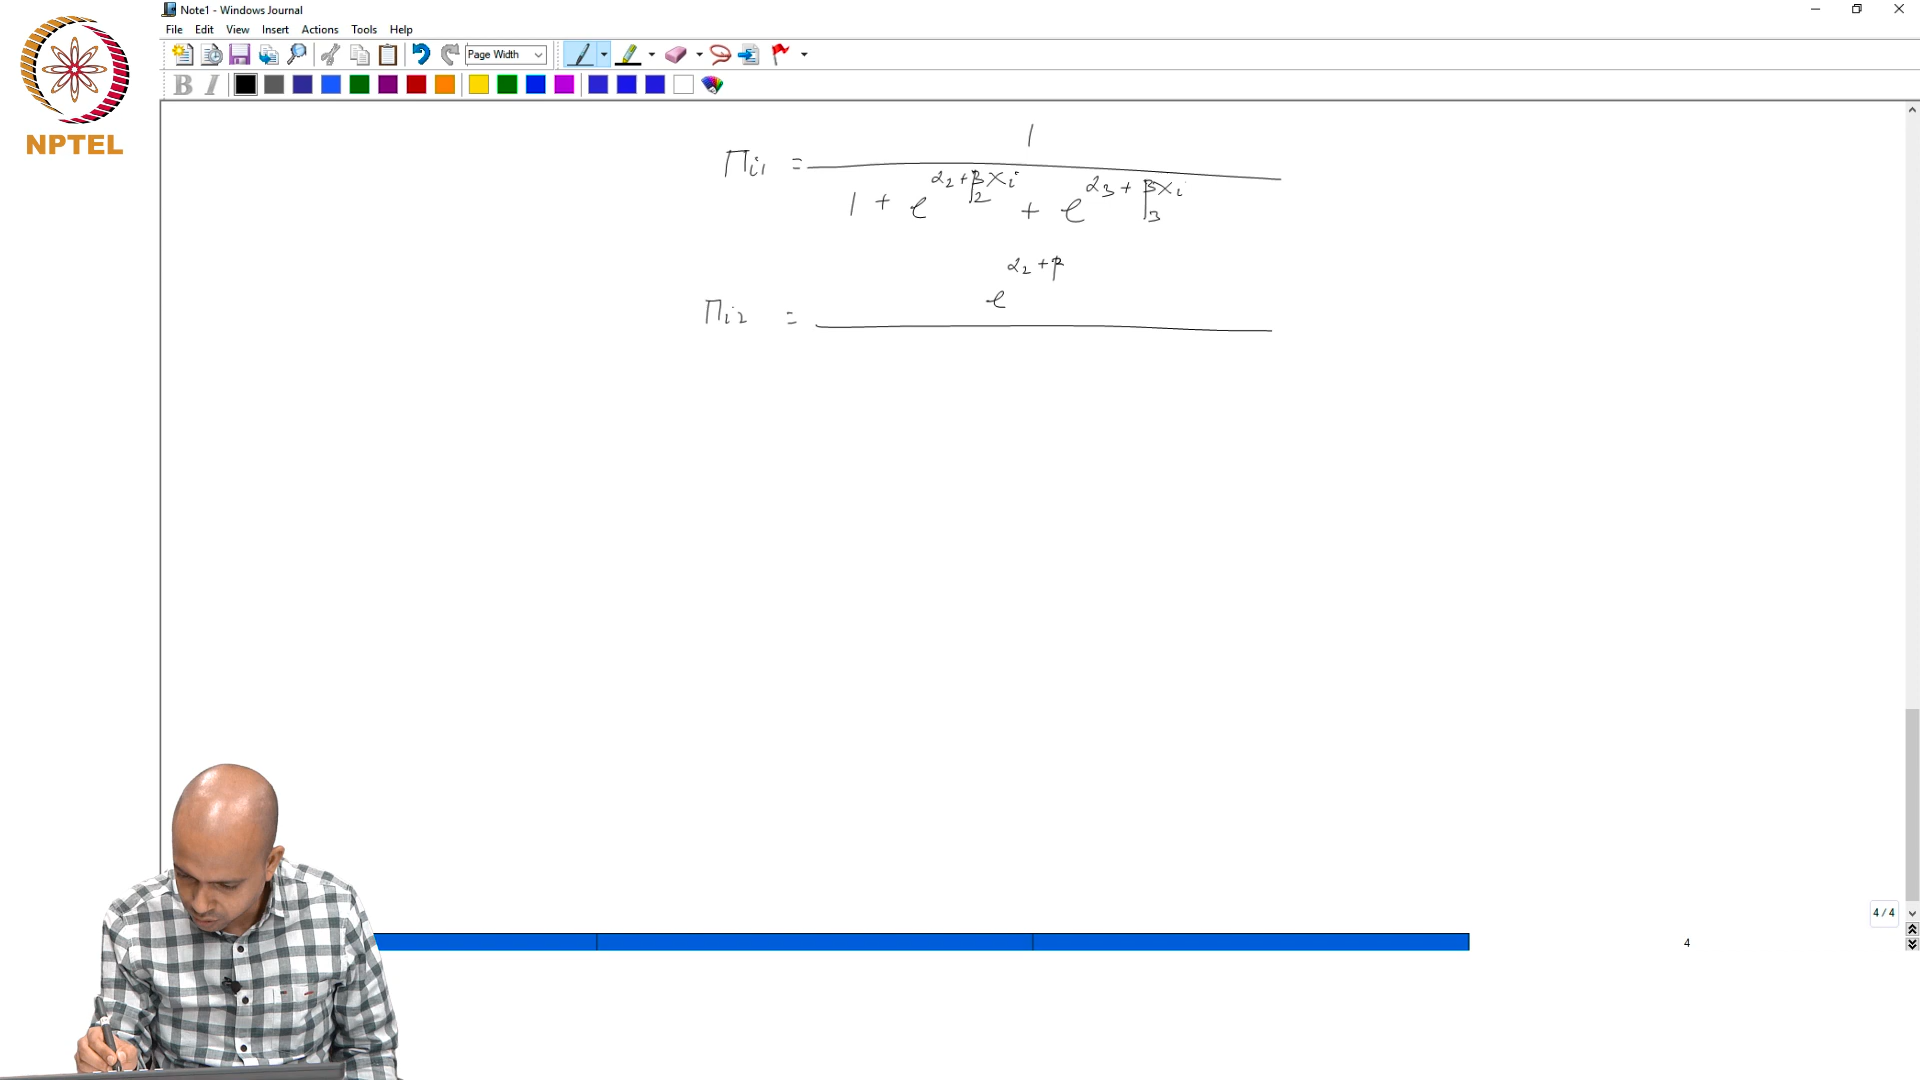 Note1 - Windows Journal
File Edit View Insert Actions Tools Help
Page Width
B I
NPTEL
Πi1 = 1 / (1 + e^(α2 + β2 Xi) + e^(α3 + β3 Xi))
Πi2 = e^(α2 + β
4 / 4
4